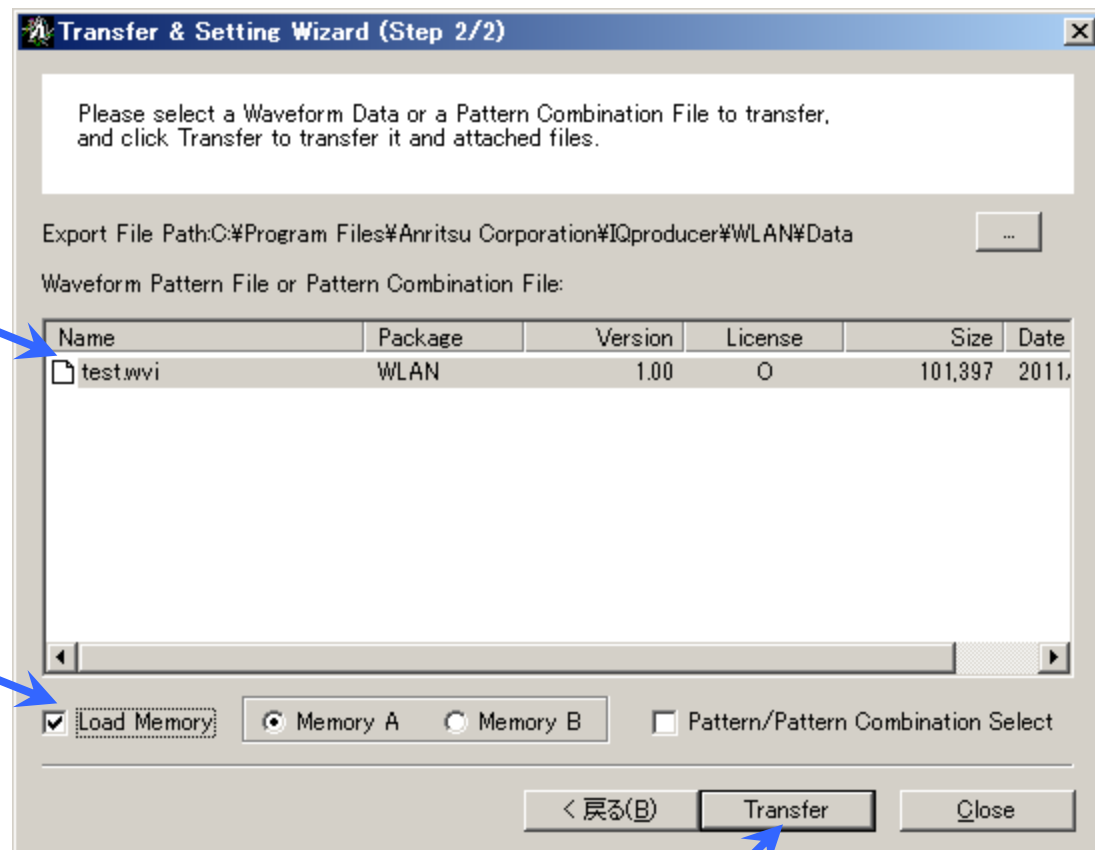 Transfer & Setting Wizard (Step 2/2)
Please select a Waveform Data or a Pattern Combination File to transfer,
and click Transfer to transfer it and attached files.
Export File Path:C:¥Program Files¥Anritsu Corporation¥IQproducer¥WLAN¥Data ...
Waveform Pattern File or Pattern Combination File:
Name Package Version License Size Date
test.wvi WLAN 1.00 O 101,397 2011,
Load Memory Memory A Memory B Pattern/Pattern Combination Select
< 戻る(B) Transfer Close